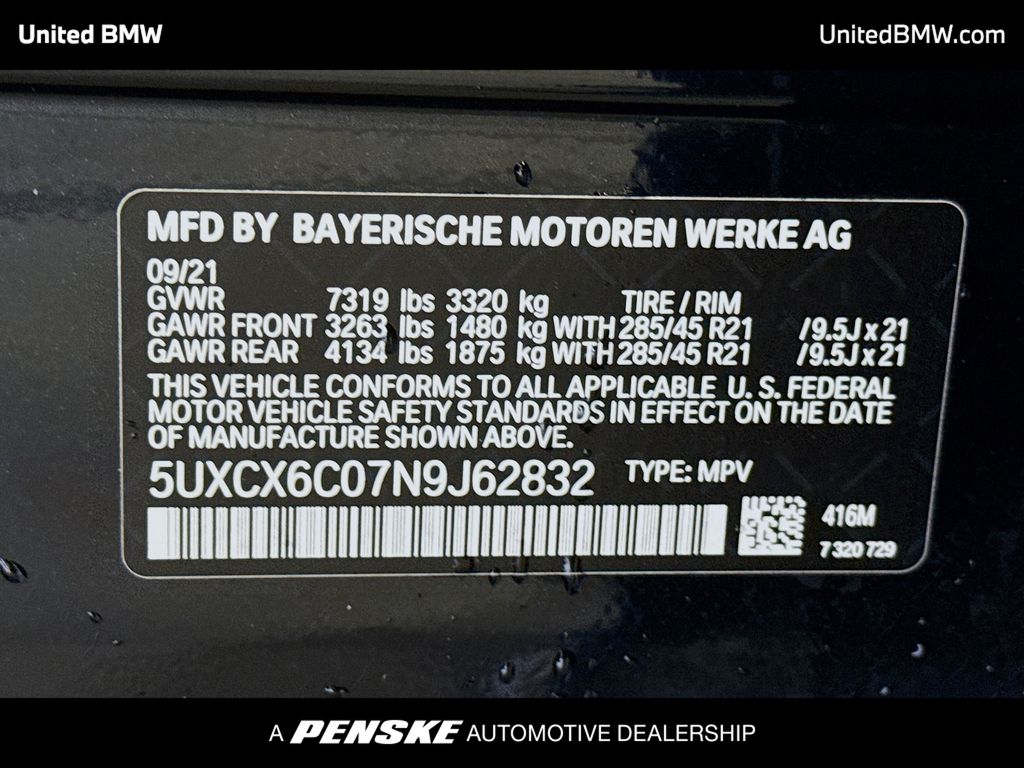 United BMW
UnitedBMW.com
MFD BY BAYERISCHE MOTOREN WERKE AG
09/21
GVWR 7319 lbs 3320 kg TIRE / RIM
GAWR FRONT 3263 lbs 1480 kg WITH 285/45 R21 /9.5J x 21
GAWR REAR 4134 lbs 1875 kg WITH 285/45 R21 /9.5J x 21
THIS VEHICLE CONFORMS TO ALL APPLICABLE U. S. FEDERAL
MOTOR VEHICLE SAFETY STANDARDS IN EFFECT ON THE DATE
OF MANUFACTURE SHOWN ABOVE.
5UXCX6C07N9J62832 TYPE: MPV
416M
7 320 729
A PENSKE AUTOMOTIVE DEALERSHIP